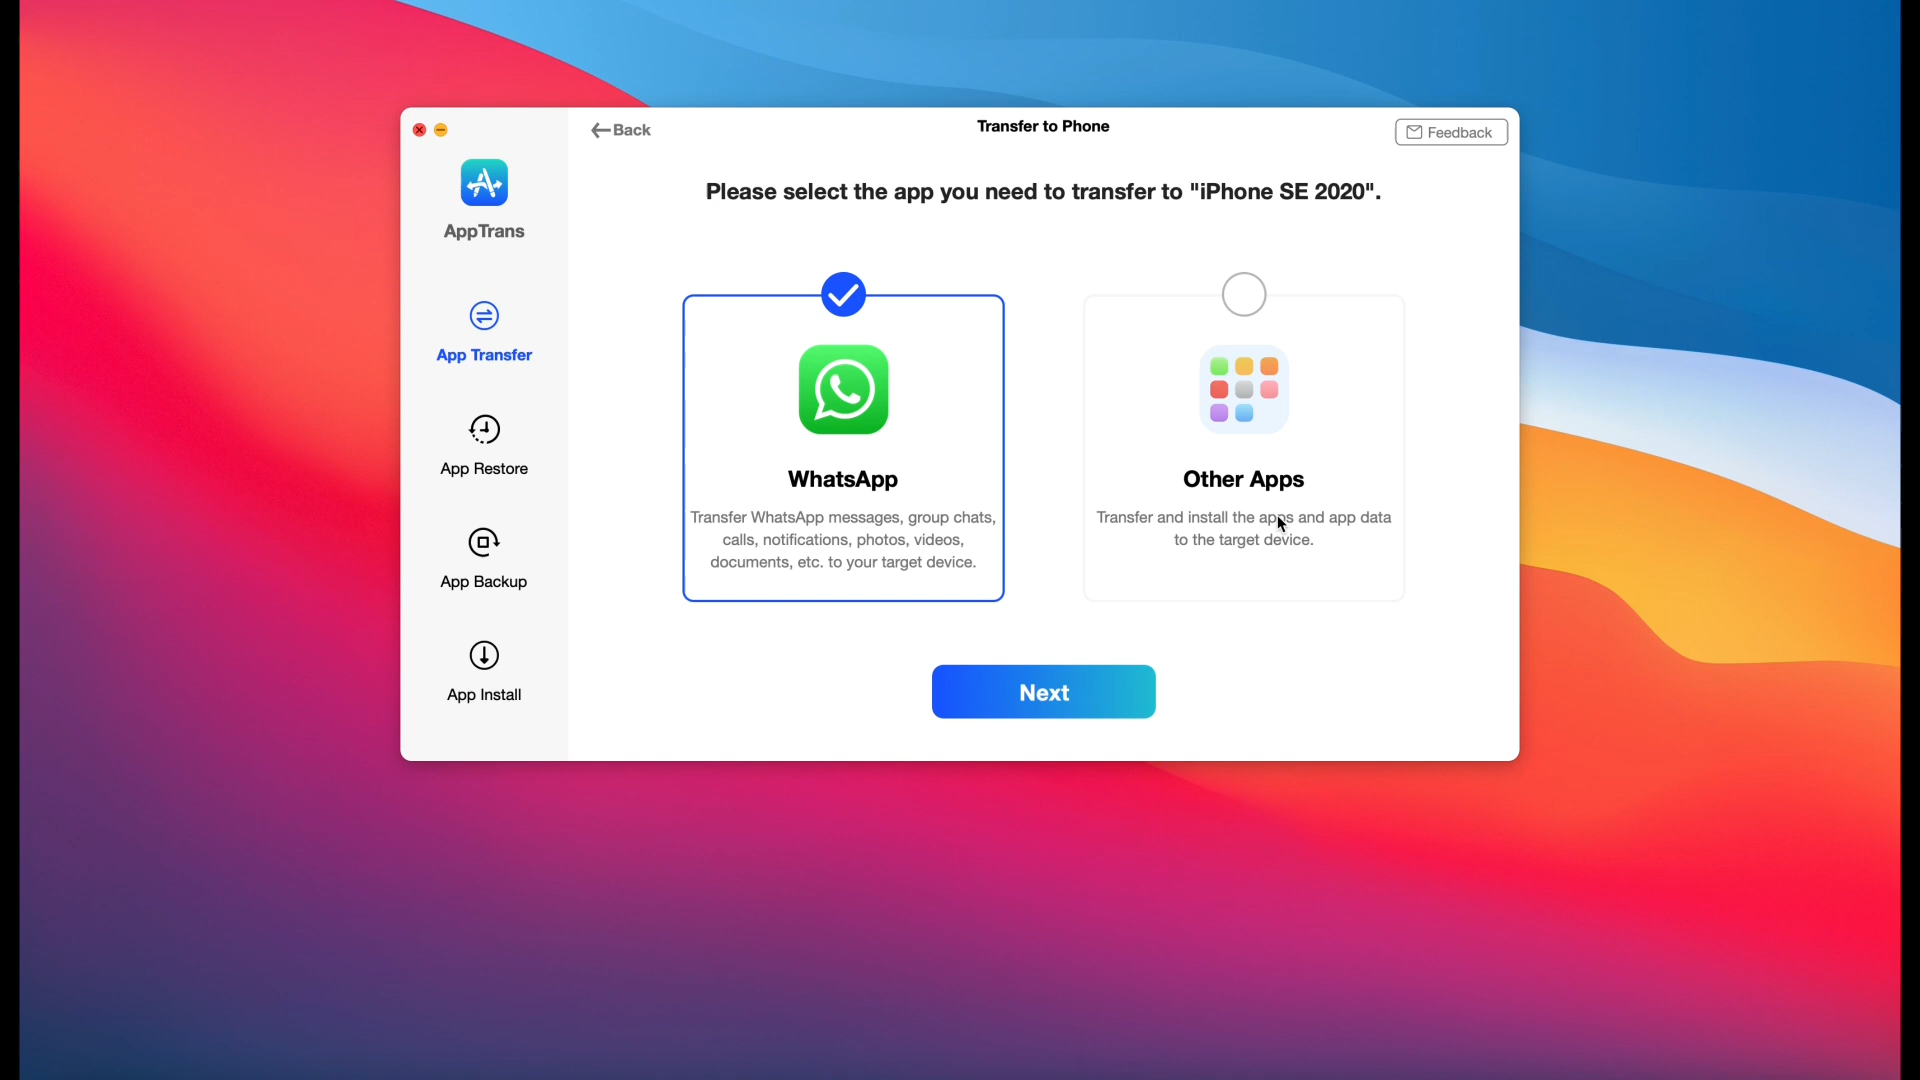 Back
Transfer to Phone
Feedback
AppTrans
Please select the app you need to transfer to "iPhone SE 2020".
App Transfer
App Restore
App Backup
App Install
WhatsApp
Transfer WhatsApp messages, group chats,
calls, notifications, photos, videos,
documents, etc. to your target device.
Other Apps
Transfer and install the apps and app data
to the target device.
Next